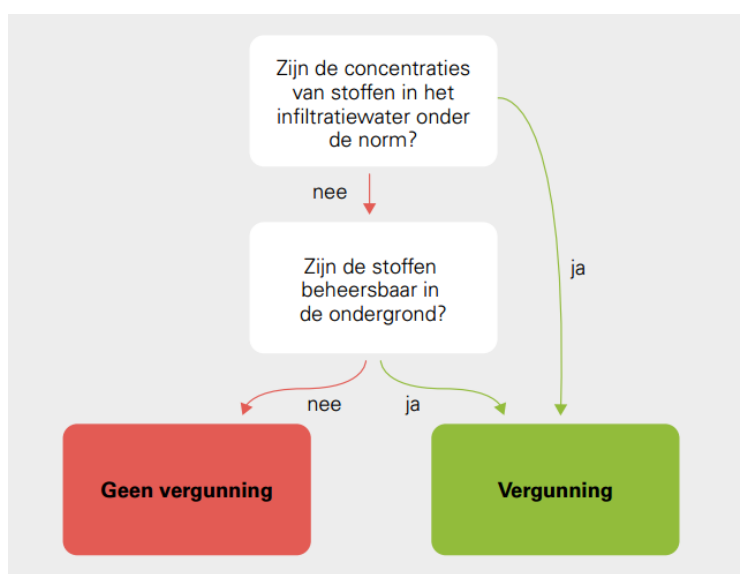 Zijn de concentraties
van stoffen in het
infiltratiewater onder
de norm?
nee
Zijn de stoffen
beheersbaar in
de ondergrond?
ja
nee
ja
Geen vergunning
Vergunning